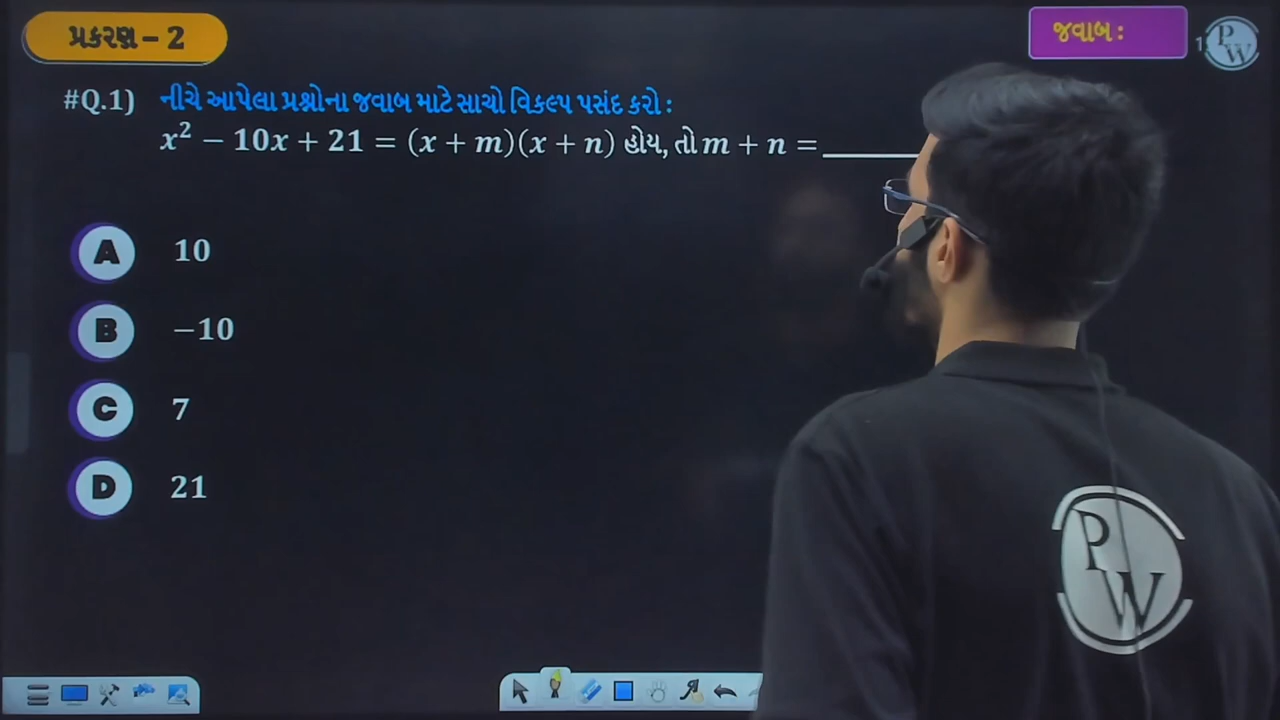 પ્રકરણ – 2
જવાબ :
PW
#Q.1) નીચે આપેલા પ્રશ્નોના જવાબ માટે સાચો વિકલ્પ પસંદ કરો :
x² − 10x + 21 = (x + m)(x + n) હોય, તો m + n = ______
A 10
B −10
C 7
D 21
PW